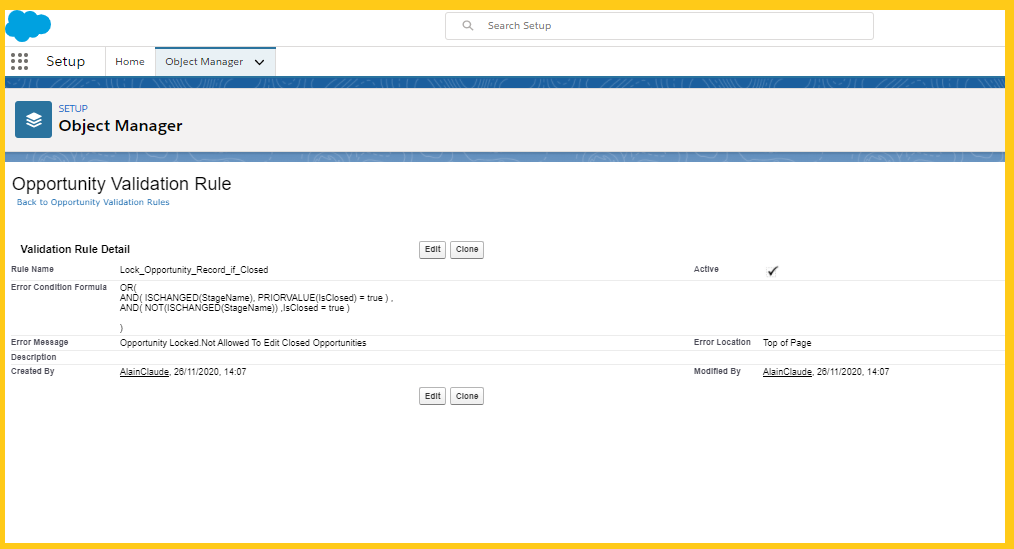 Search Setup
Setup
Home
Object Manager
SETUP
Object Manager
Opportunity Validation Rule
Back to Opportunity Validation Rules
Validation Rule Detail
Edit
Clone
Rule Name
Lock_Opportunity_Record_if_Closed
Active
Error Condition Formula
OR(
AND( ISCHANGED(StageName), PRIORVALUE(IsClosed) = true ) ,
AND( NOT(ISCHANGED(StageName)) ,IsClosed = true )
)
Error Message
Opportunity Locked.Not Allowed To Edit Closed Opportunities
Error Location
Top of Page
Description
Created By
AlainClaude, 26/11/2020, 14:07
Modified By
AlainClaude, 26/11/2020, 14:07
Edit
Clone